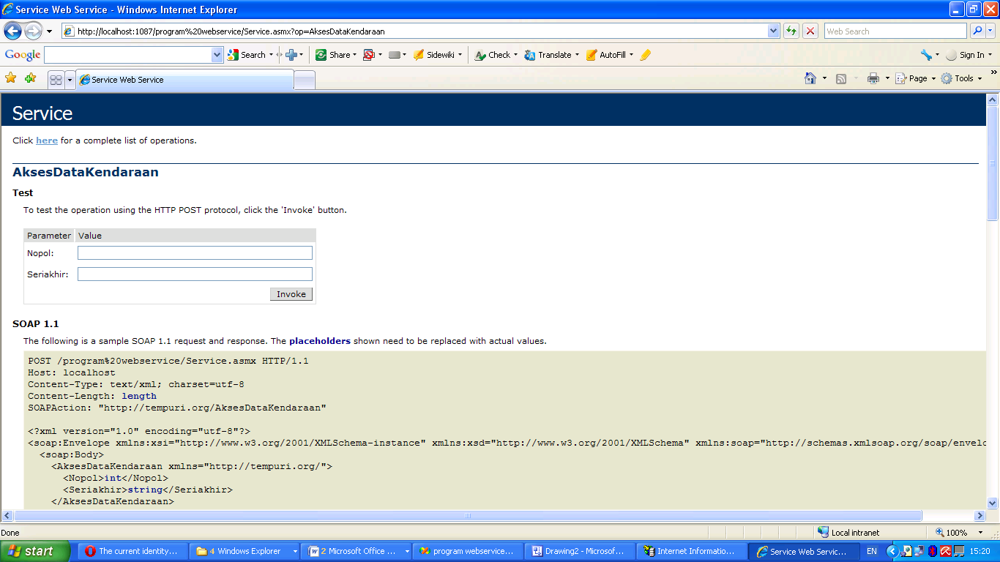 Service Web Service - Windows Internet Explorer
http://localhost:1087/program%20webservice/Service.asmx?op=AksesDataKendaraan
Web Search
Google
Search
Share
Sidewiki
Check
Translate
AutoFill
Sign In
Service Web Service
Page
Tools
Service
Click here for a complete list of operations.
AksesDataKendaraan
Test
To test the operation using the HTTP POST protocol, click the 'Invoke' button.
Parameter Value
Nopol:
Seriakhir:
Invoke
SOAP 1.1
The following is a sample SOAP 1.1 request and response. The placeholders shown need to be replaced with actual values.
POST /program%20webservice/Service.asmx HTTP/1.1
Host: localhost
Content-Type: text/xml; charset=utf-8
Content-Length: length
SOAPAction: "http://tempuri.org/AksesDataKendaraan"
<?xml version="1.0" encoding="utf-8"?>
<soap:Envelope xmlns:xsi="http://www.w3.org/2001/XMLSchema-instance" xmlns:xsd="http://www.w3.org/2001/XMLSchema" xmlns:soap="http://schemas.xmlsoap.org/soap/envelo
<soap:Body>
<AksesDataKendaraan xmlns="http://tempuri.org/">
<Nopol>int</Nopol>
<Seriakhir>string</Seriakhir>
</AksesDataKendaraan>
Done
Local intranet
100%
start
The current identity...
4 Windows Explorer
2 Microsoft Office ...
program webservice...
Drawing2 - Microsof...
Internet Informatio...
Service Web Servic...
EN
15:20